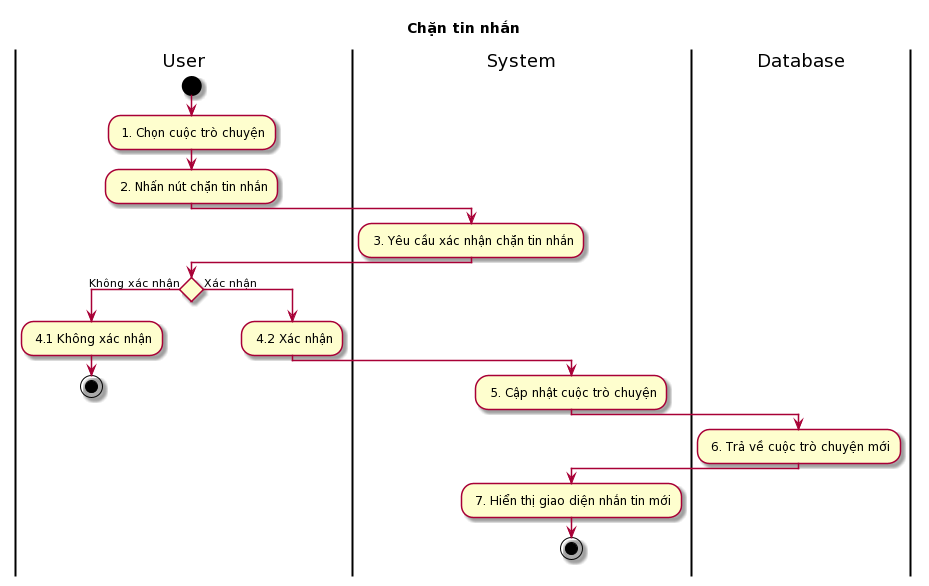 Chặn tin nhắn
User
System
Database
1. Chọn cuộc trò chuyện
2. Nhấn nút chặn tin nhắn
3. Yêu cầu xác nhận chặn tin nhắn
Không xác nhận
Xác nhận
4.1 Không xác nhận
4.2 Xác nhận
5. Cập nhật cuộc trò chuyện
6. Trả về cuộc trò chuyện mới
7. Hiển thị giao diện nhắn tin mới